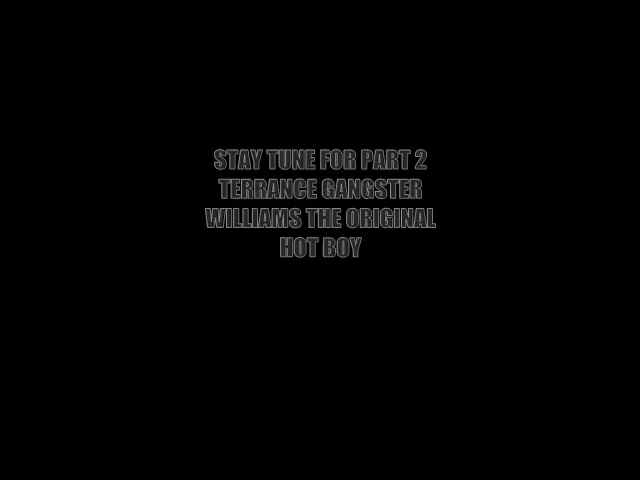 STAY TUNE FOR PART 2
TERRANCE GANGSTER
WILLIAMS THE ORIGINAL
HOT BOY